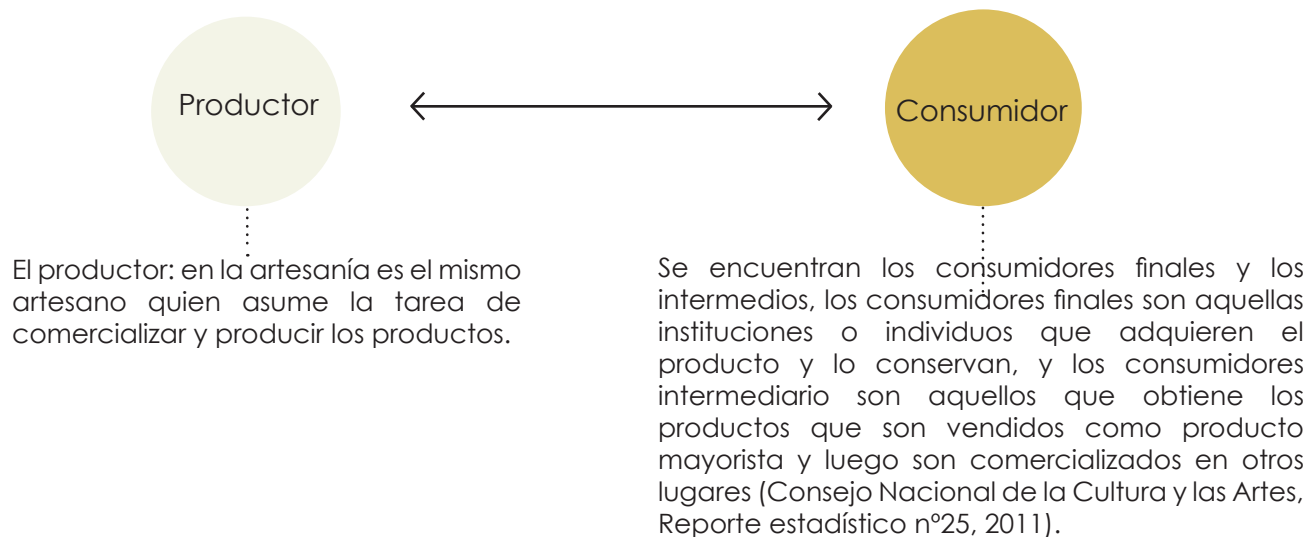 Productor
Consumidor
El productor: en la artesanía es el mismo
artesano quien asume la tarea de
comercializar y producir los productos.
Se encuentran los consumidores finales y los
intermedios, los consumidores finales son aquellas
instituciones o individuos que adquieren el
producto y lo conservan, y los consumidores
intermediario son aquellos que obtiene los
productos que son vendidos como producto
mayorista y luego son comercializados en otros
lugares (Consejo Nacional de la Cultura y las Artes,
Reporte estadístico nº25, 2011).